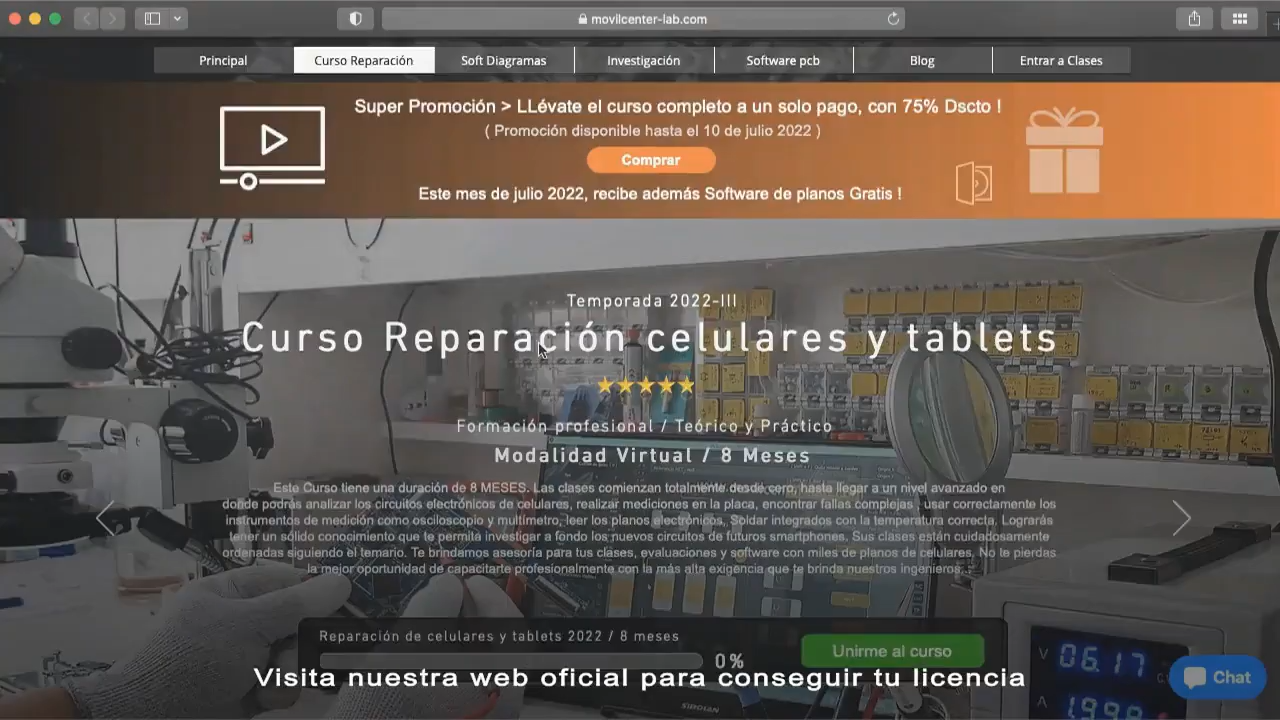 movilcenter-lab.com
Principal
Curso Reparación
Soft Diagramas
Investigación
Software pcb
Blog
Entrar a Clases
Super Promoción > LLévate el curso completo a un solo pago, con 75% Dscto !
( Promoción disponible hasta el 10 de julio 2022 )
Comprar
Este mes de julio 2022, recibe además Software de planos Gratis !
Temporada 2022-III
Curso Reparación celulares y tablets
Formación profesional / Teórico y Práctico
Modalidad Virtual / 8 Meses
Este Curso tiene una duración de 8 MESES. Las clases comienzan totalmente desde cero, hasta llegar a un nivel avanzado en
donde podrás analizar los circuitos electrónicos de celulares, realizar mediciones en la placa, encontrar fallas complejas , usar correctamente los
instrumentos de medición como osciloscopio y multímetro, leer los planos electrónicos, Soldar integrados con la temperatura correcta. Lograrás
tener un sólido conocimiento que te permita investigar a fondo los nuevos circuitos de futuros smartphones. Sus clases están cuidadosamente
ordenadas siguiendo el temario. Te brindamos asesoría para tus clases, evaluaciones y software con miles de planos de celulares. No te pierdas
la mejor oportunidad de capacitarte profesionalmente con la más alta exigencia que te brinda nuestros ingenieros...
Reparación de celulares y tablets 2022 / 8 meses
0 %
Unirme al curso
V 06.17
Visita nuestra web oficial para conseguir tu licencia
Chat
A 1.998